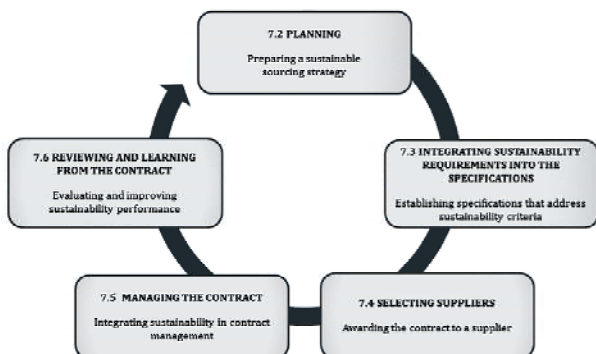 7.2 PLANNING
Preparing a sustainable
sourcing strategy
7.3 INTEGRATING SUSTAINABILITY
REQUIREMENTS INTO THE
SPECIFICATIONS
Establishing specifications that address
sustainability criteria
7.4 SELECTING SUPPLIERS
Awarding the contract to a supplier
7.5 MANAGING THE CONTRACT
Integrating sustainability in contract
management
7.6 REVIEWING AND LEARNING
FROM THE CONTRACT
Evaluating and improving
sustainability performance